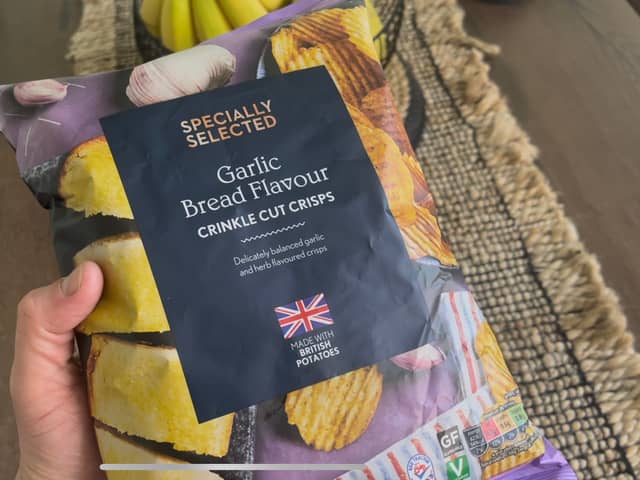 SPECIALLY
SELECTED
Garlic
Bread Flavour
CRINKLE CUT CRISPS
Delicately balanced garlic
and herb flavoured crisps
MADE WITH
BRITISH
POTATOES
GF
V